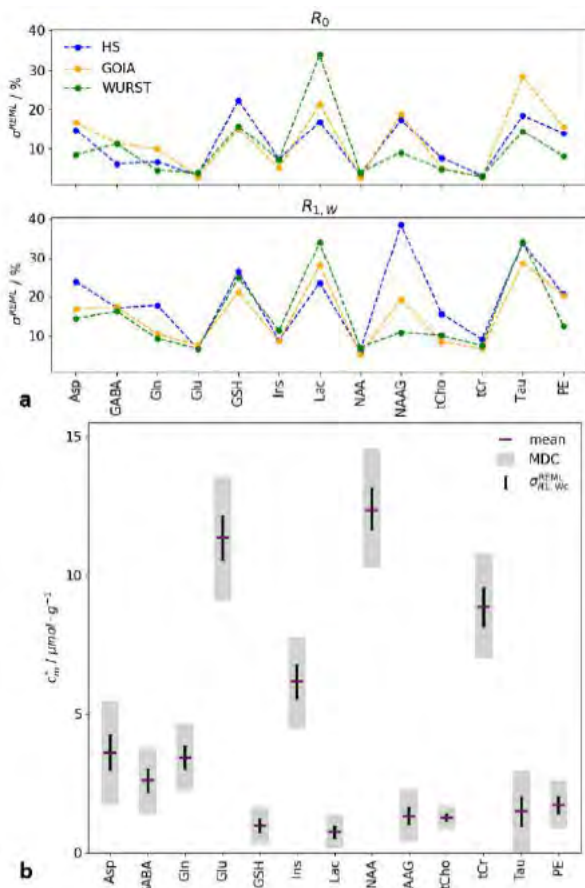 R₀
40
30
20
10
σᴿᴱᴹᴸ / %
HS
GOIA
WURST
R₁, W
40
30
20
10
σᴿᴱᴹᴸ / %
Asp
GABA
Gln
Glu
GSH
Ins
Lac
NAA
NAAG
tCho
tCr
Tau
PE
a
15
10
5
0
mean
MDC
Asp
GABA
Gln
Glu
GSH
Ins
Lac
NAA
AAG
tCho
tCr
Tau
PE
b